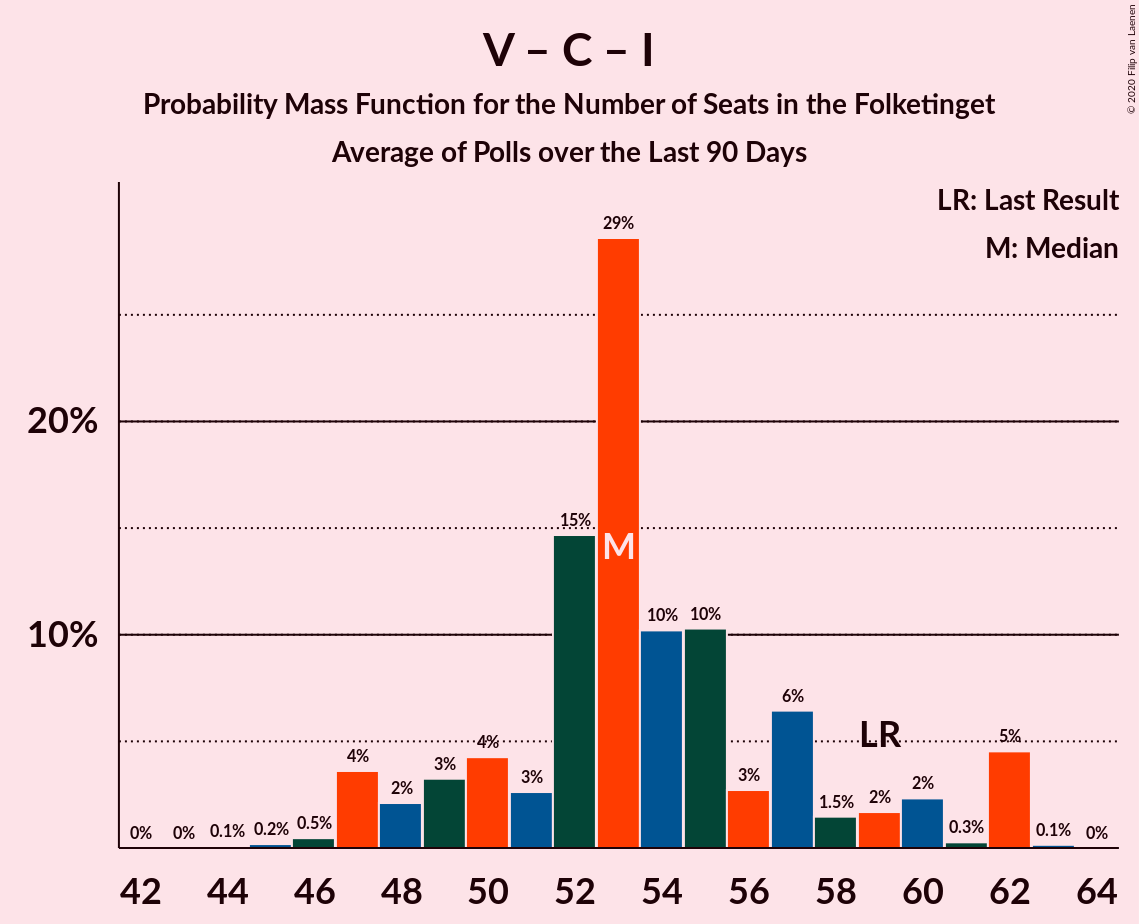 V – C – I
Probability Mass Function for the Number of Seats in the Folketinget
Average of Polls over the Last 90 Days
© 2020 Filip van Laenen
LR: Last Result
M: Median
20%
10%
0%
0%
0.1%
0.2%
0.5%
4%
2%
3%
4%
3%
15%
29%
M
10%
10%
3%
6%
1.5%
2%
LR
2%
0.3%
5%
0.1%
0%
42 44 46 48 50 52 54 56 58 60 62 64